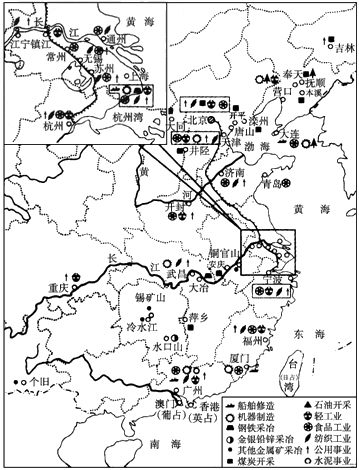 黄海
长
江
江宁
镇江
通州
常州
无锡
苏州
上海
杭州
杭州湾
吉林
奉天
抚顺
本溪
营口
大连
北京
开平
滦州
唐山
天津
大同
井陉
渤海
济南
青岛
黄
河
开封
黄海
长
江
铜官山
安庆
宁波
武昌
大冶
重庆
锡矿山
冷水江
萍乡
水口山
东海
福州
厦门
台
(日占)
湾
个旧
广州
澳门
(葡占)
香港
(英占)
南海
船舶修造
机器制造
钢铁采冶
金银铅锌采冶
其他金属矿采冶
煤炭开采
石油开采
轻工业
食品工业
纺织工业
公用事业
水泥事业